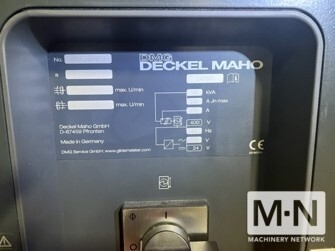 DMG
DECKEL MAHO
No.
kVA
max. U/min
A
max. U/min
A
400 V
Deckel Maho GmbH
D-87459 Pfronten
Hz
V
Made in Germany
24 V
DMG Service GmbH, www.gildemeister.com
CE
M·N
MACHINERY NETWORK